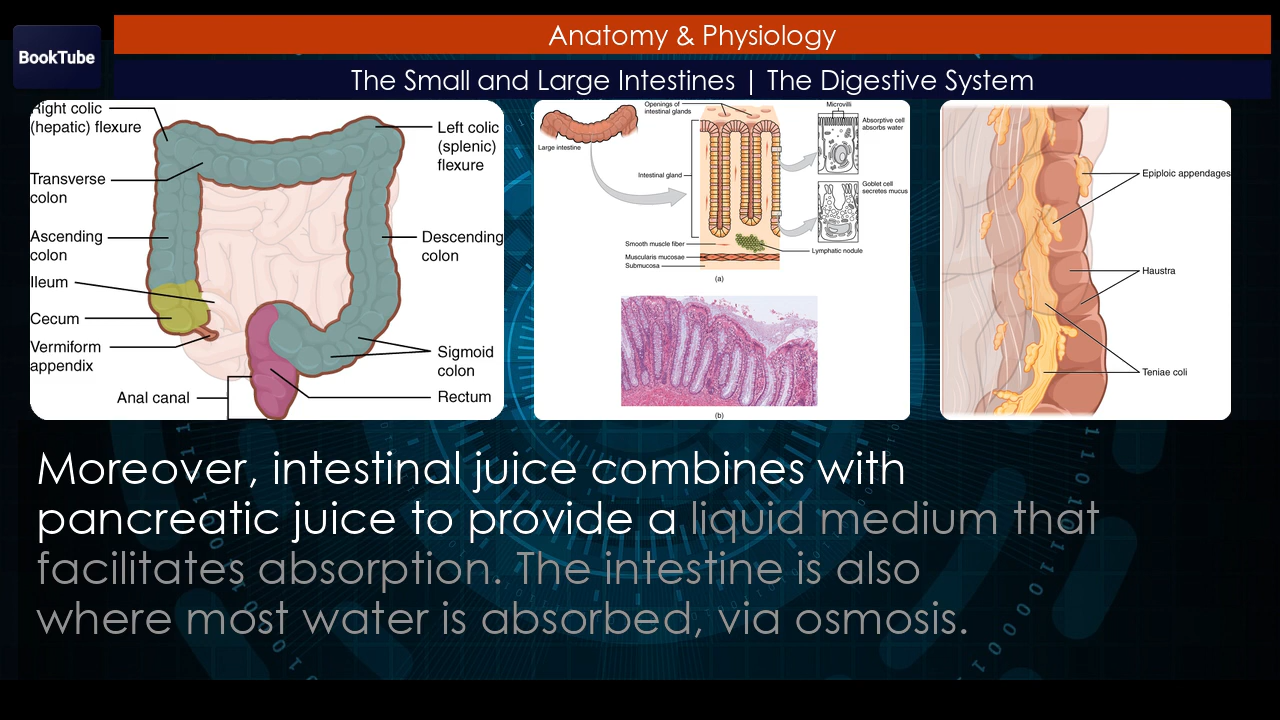 BookTube
Anatomy & Physiology
The Small and Large Intestines | The Digestive System
Right colic
(hepatic) flexure
Transverse
colon
Ascending
colon
Ileum
Cecum
Vermiform
appendix
Anal canal
Left colic
(splenic)
flexure
Descending
colon
Sigmoid
colon
Rectum
Large intestine
Openings of
intestinal glands
Intestinal gland
Smooth muscle fiber
Muscularis mucosae
Submucosa
Microvilli
Absorptive cell
absorbs water
Goblet cell
secretes mucus
Lymphatic nodule
(a)
(b)
Epiploic appendages
Haustra
Teniae coli
Moreover, intestinal juice combines with
pancreatic juice to provide a liquid medium that
facilitates absorption. The intestine is also
where most water is absorbed, via osmosis.